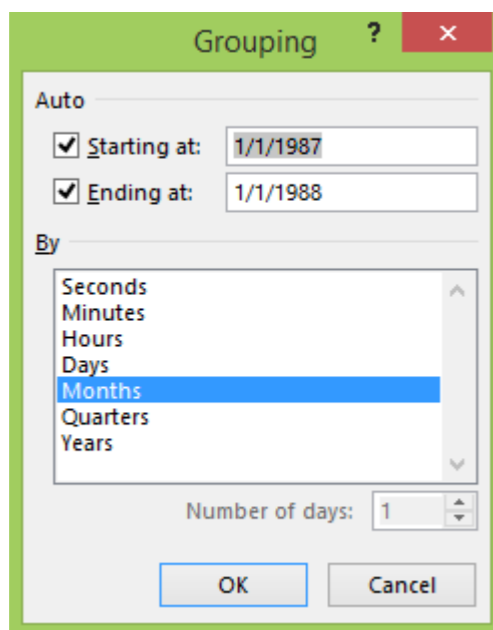 Grouping ? ×
Auto
Starting at: 1/1/1987
Ending at: 1/1/1988
By
Seconds
Minutes
Hours
Days
Months
Quarters
Years
Number of days: 1
OK Cancel